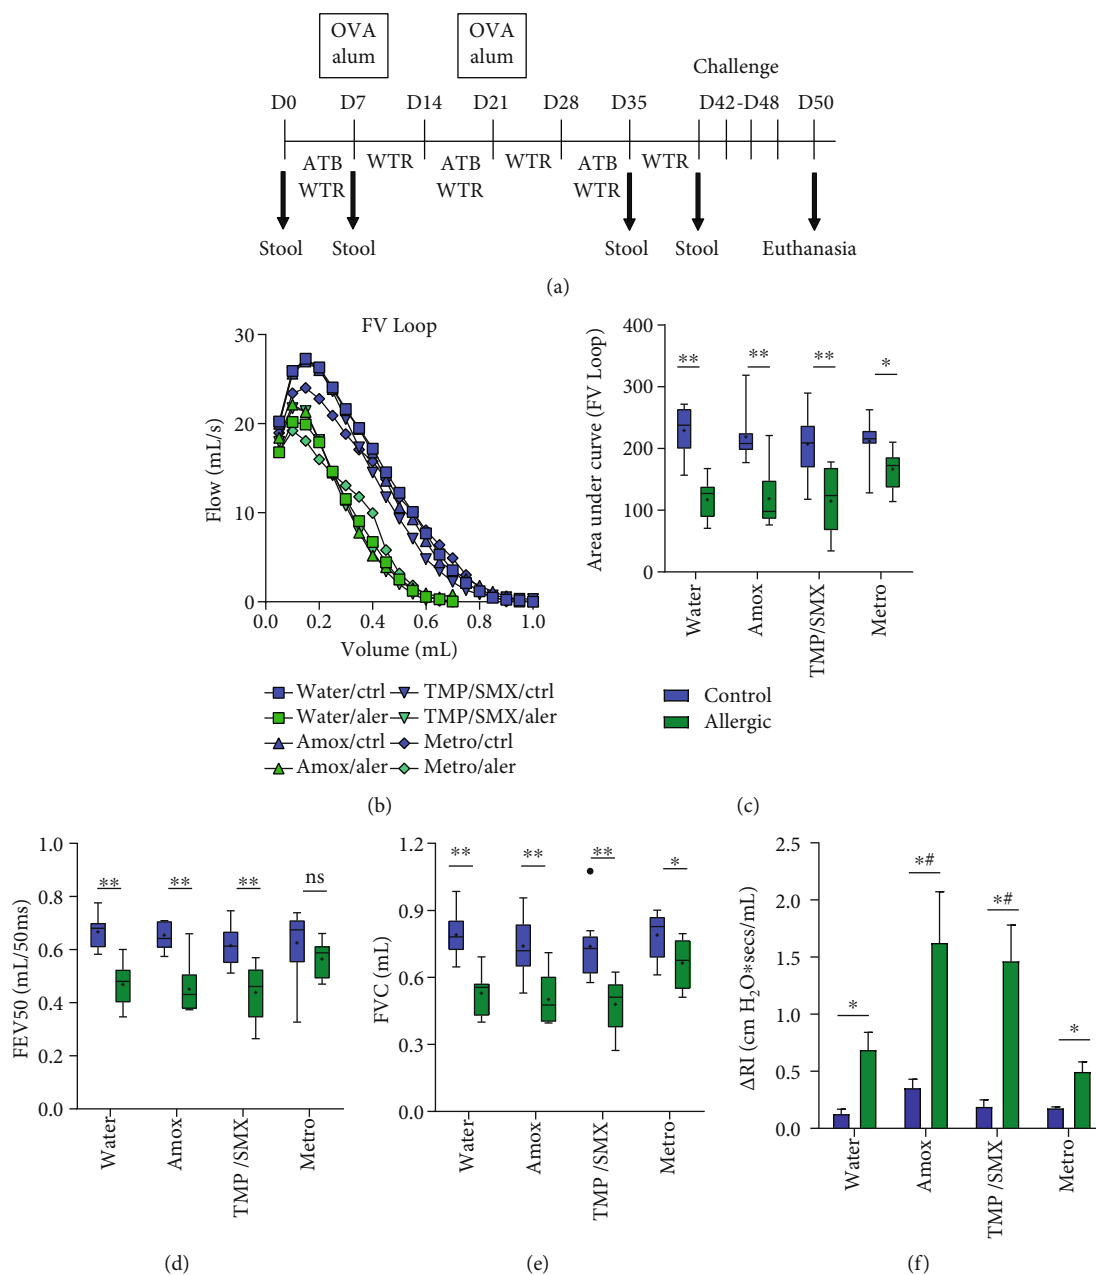 OVA
alum
OVA
alum
Challenge
D0 D7 D14 D21 D28 D35 D42-D48 D50
ATB
WTR
WTR
ATB
WTR
WTR
ATB
WTR
WTR
Stool Stool Stool Stool Euthanasia
(a)
FV Loop
Flow (mL/s)
30
20
10
0
0.0 0.2 0.4 0.6 0.8 1.0
Volume (mL)
Water/ctrl
Water/aler
Amox/ctrl
Amox/aler
TMP/SMX/ctrl
TMP/SMX/aler
Metro/ctrl
Metro/aler
(b)
Area under curve (FV Loop)
400
300
200
100
0
** ** ** *
Water Amox TMP/SMX Metro
Control
Allergic
(c)
FEV50 (mL/50ms)
1.0
0.8
0.6
0.4
0.6
0.0
** ** ** ns
Water Amox TMP /SMX Metro
(d)
FVC (mL)
1.2
0.9
0.6
0.3
0.0
** ** ** *
Water Amox TMP /SMX Metro
(e)
ΔRI (cm H₂O*secs/mL)
2.5
2.0
1.5
1.0
0.5
0.0
* *# *# *
Water Amox TMP /SMX Metro
(f)